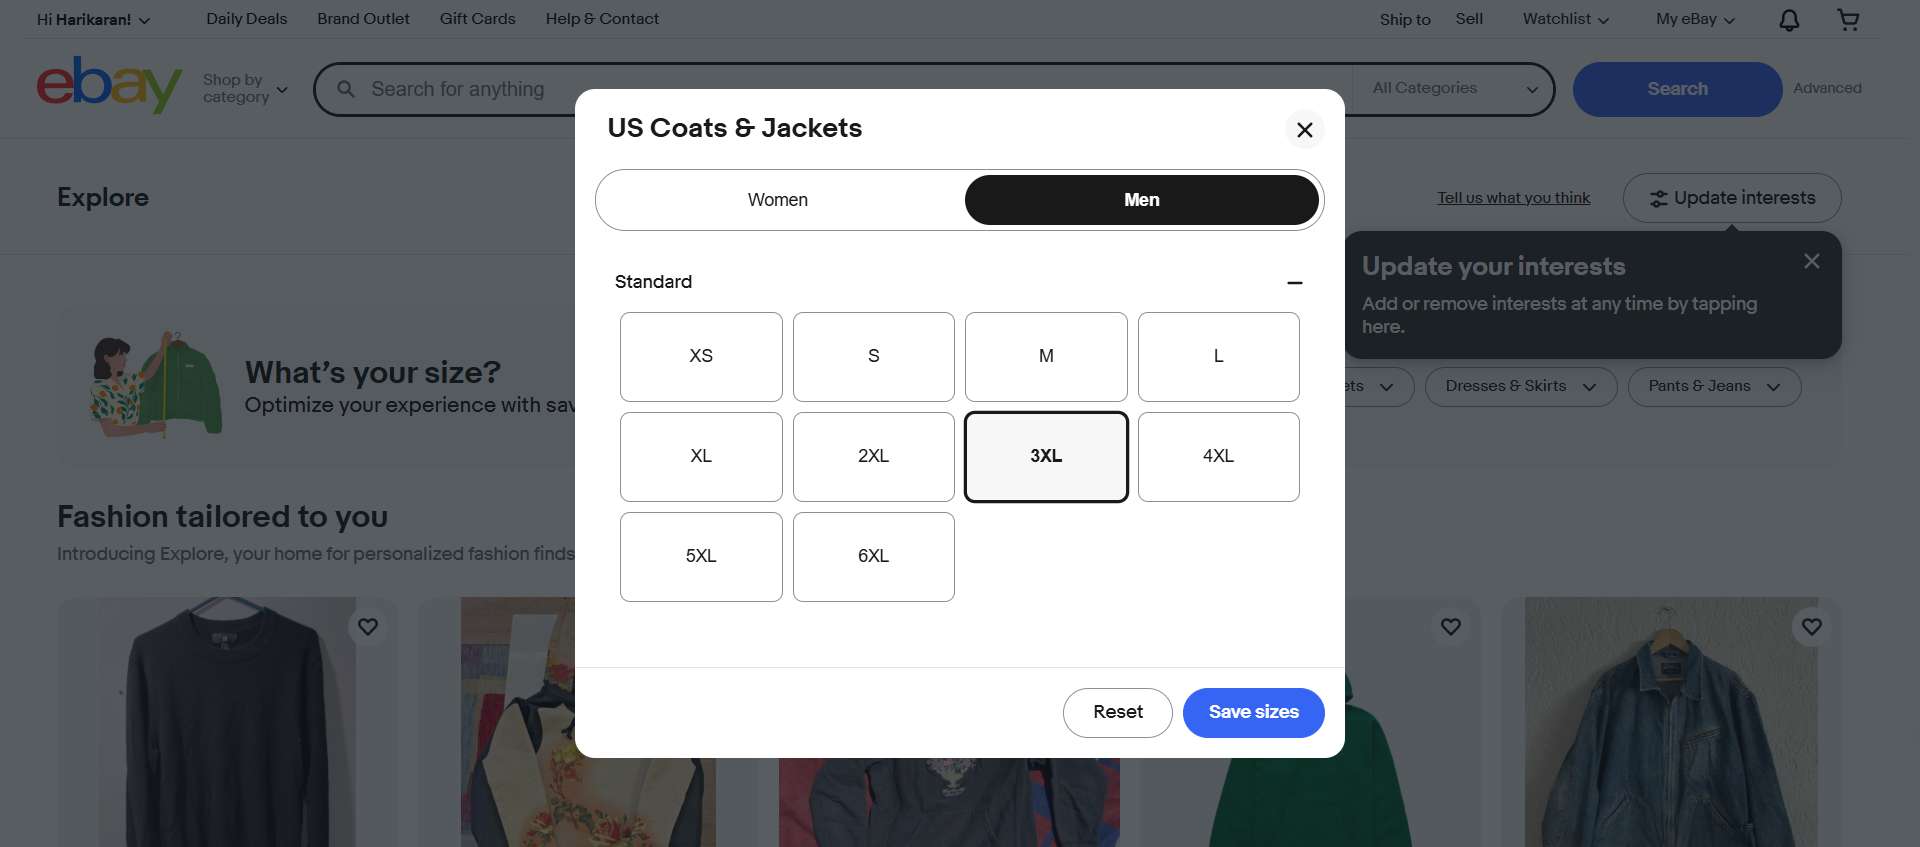 Hi Harikaran!
Daily Deals
Brand Outlet
Gift Cards
Help & Contact
Ship to
Sell
Watchlist
My eBay
ebay
Shop by
category
Search for anything
All Categories
Search
Advanced
US Coats & Jackets
Women
Men
Explore
Tell us what you think
Update interests
Update your interests
Add or remove interests at any time by tapping
here.
Standard
XS
S
M
L
XL
2XL
3XL
4XL
5XL
6XL
What's your size?
Optimize your experience with sav
ets
Dresses & Skirts
Pants & Jeans
Fashion tailored to you
Introducing Explore, your home for personalized fashion finds
Reset
Save sizes